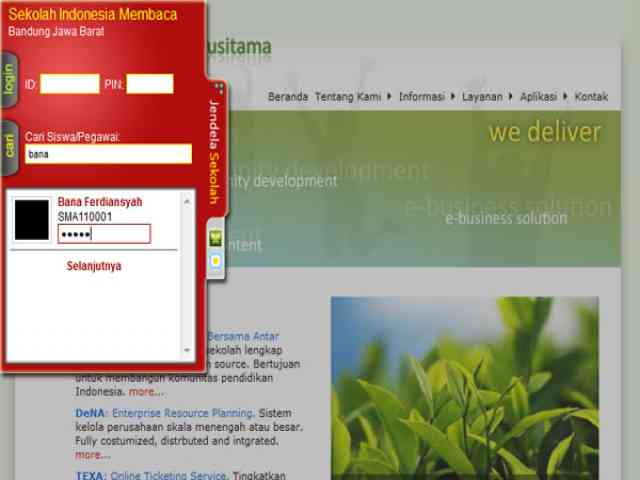 Sekolah Indonesia Membaca
Bandung Jawa Barat
login
ID:
PIN:
cari
Cari Siswa/Pegawai:
bana
Jendela Sekolah
Bana Ferdiansyah
SMA110001
Selanjutnya
usitama
Beranda Tentang Kami Informasi Layanan Aplikasi Kontak
we deliver
nity development
nity development
e-business solution
e-business solution
ntent
Bersama Antar
sekolah lengkap
n source. Bertujuan
untuk membangun komunitas pendidikan
Indonesia. more...
DeNA: Enterprise Resource Planning. Sistem
kelola perusahaan skala menengah atau besar.
Fully costumized, distrbuted and intgrated.
more...
TEXA: Online Ticketing Service. Tingkatkan